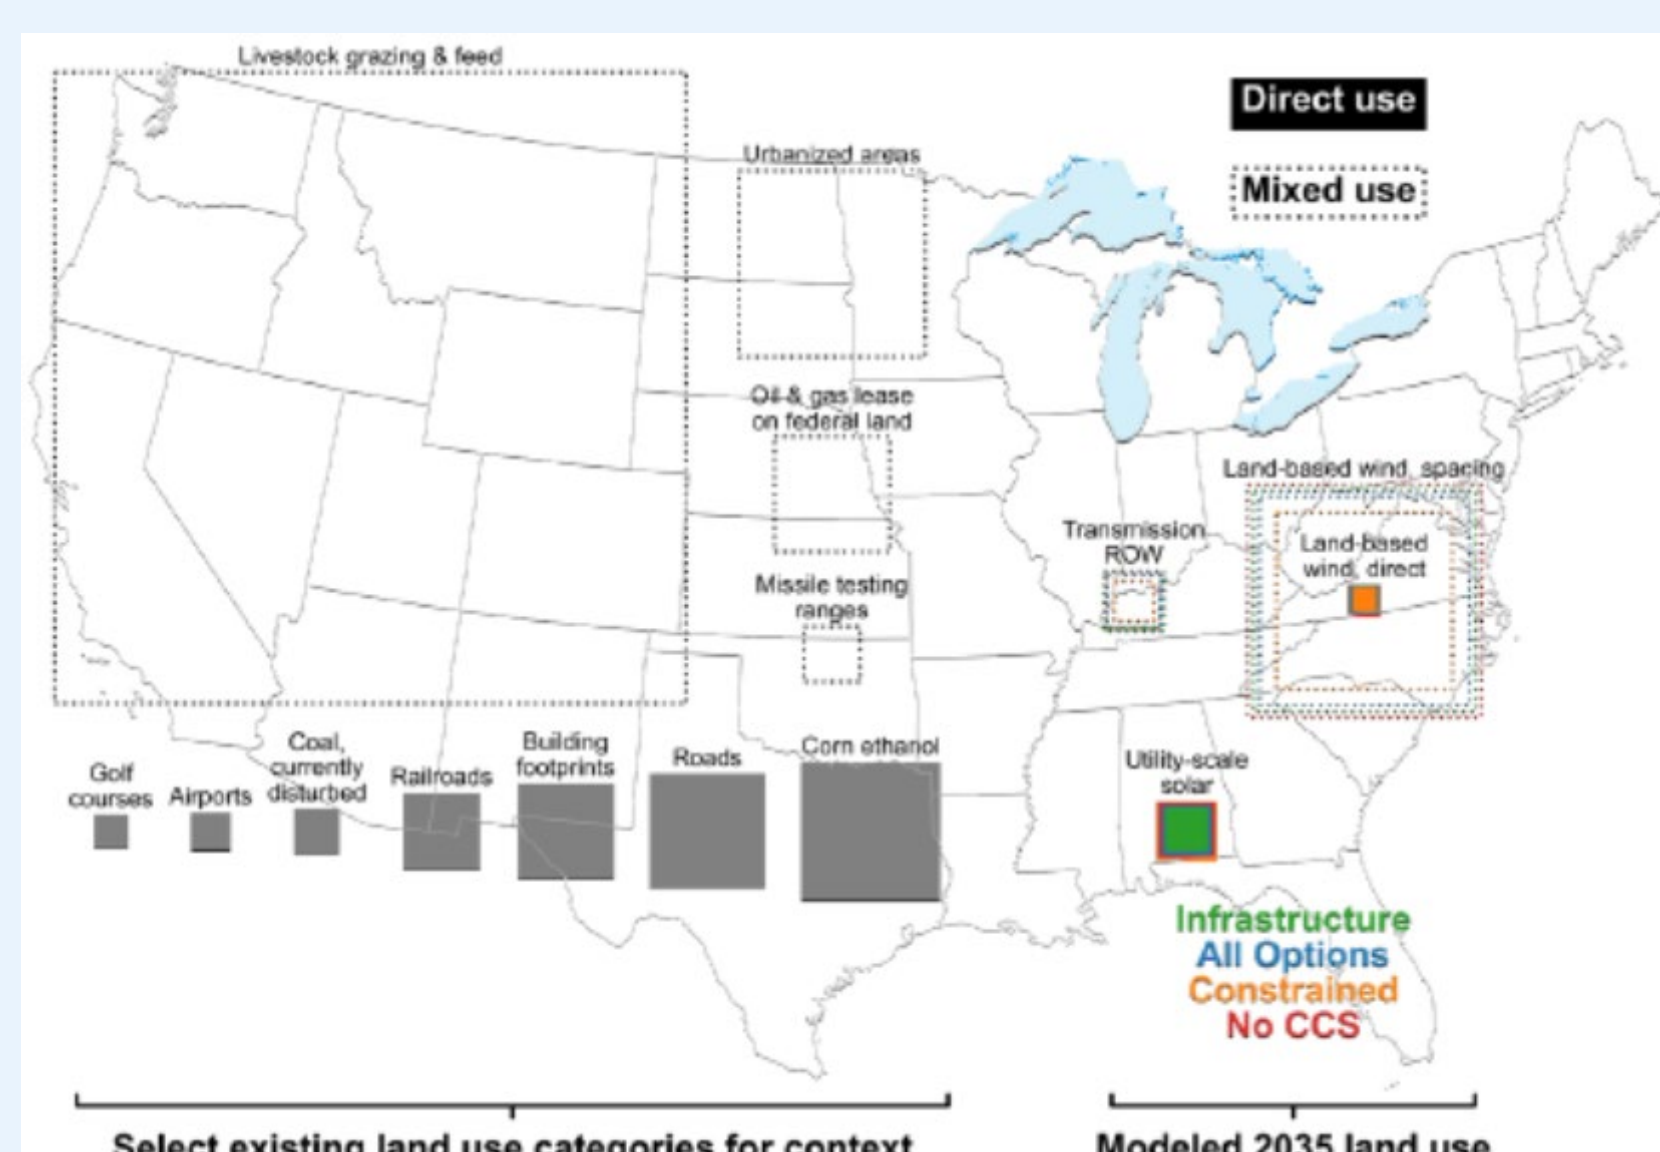 Livestock grazing & feed
Direct use
Urbanized areas
Mixed use
Oil & gas lease
on federal land
Land-based wind, spacing
Transmission
ROW
Land-based
wind, direct
Missile testing
ranges
Golf
courses
Airports
Coal,
currently
disturbed
Railroads
Building
footprints
Roads
Corn ethanol
Utility-scale
solar
Infrastructure
All Options
Constrained
No CCS
Select existing land use categories for context
Modeled 2035 land use